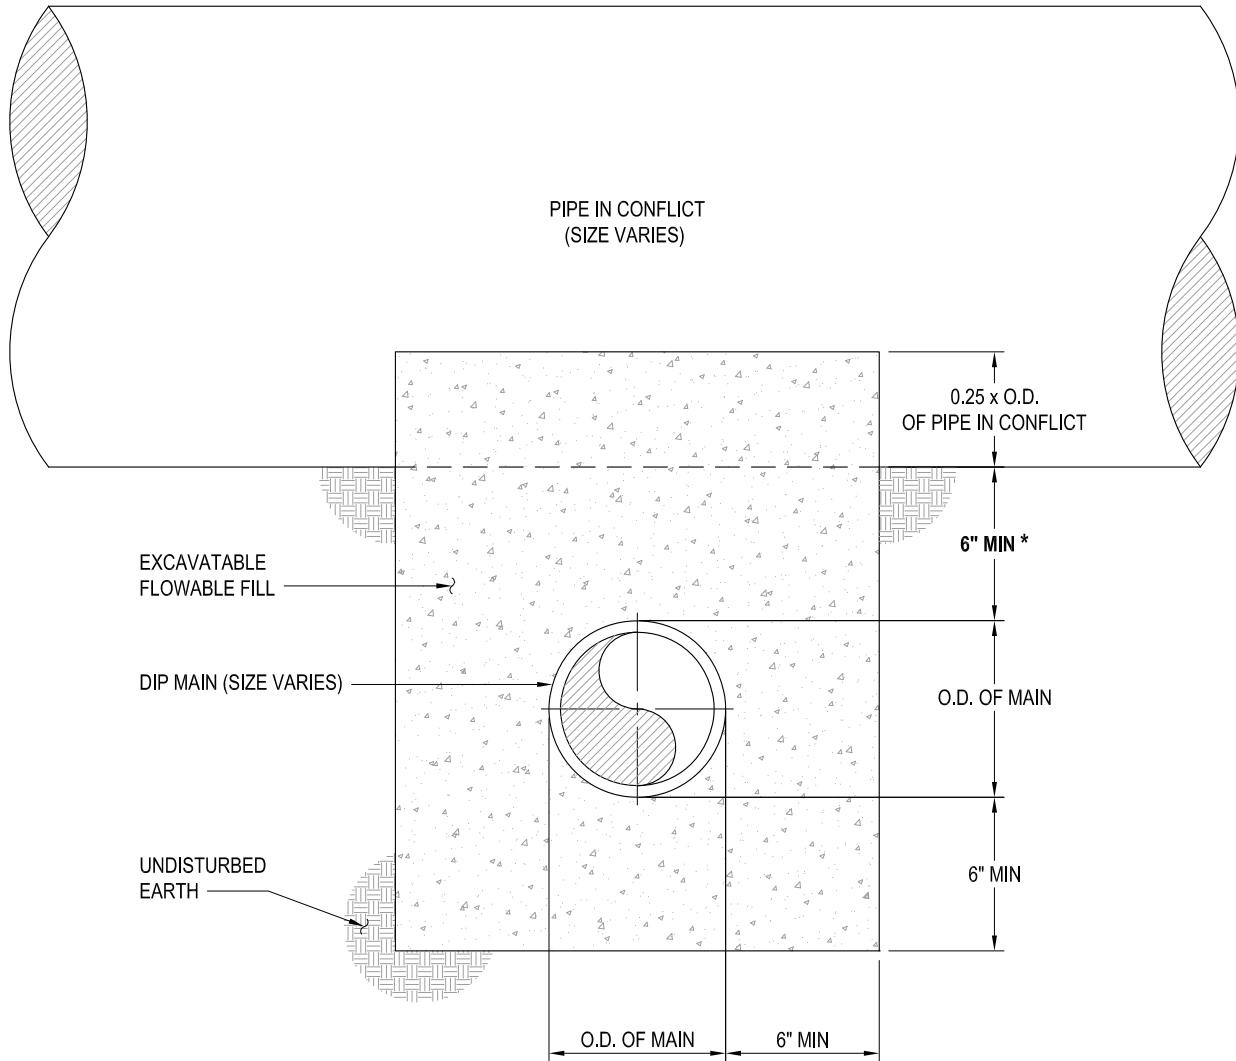 PIPE IN CONFLICT
(SIZE VARIES)
0.25 x O.D.
OF PIPE IN CONFLICT
6" MIN *
EXCAVATABLE
FLOWABLE FILL
DIP MAIN (SIZE VARIES)
O.D. OF MAIN
UNDISTURBED
EARTH
6" MIN
O.D. OF MAIN
6" MIN